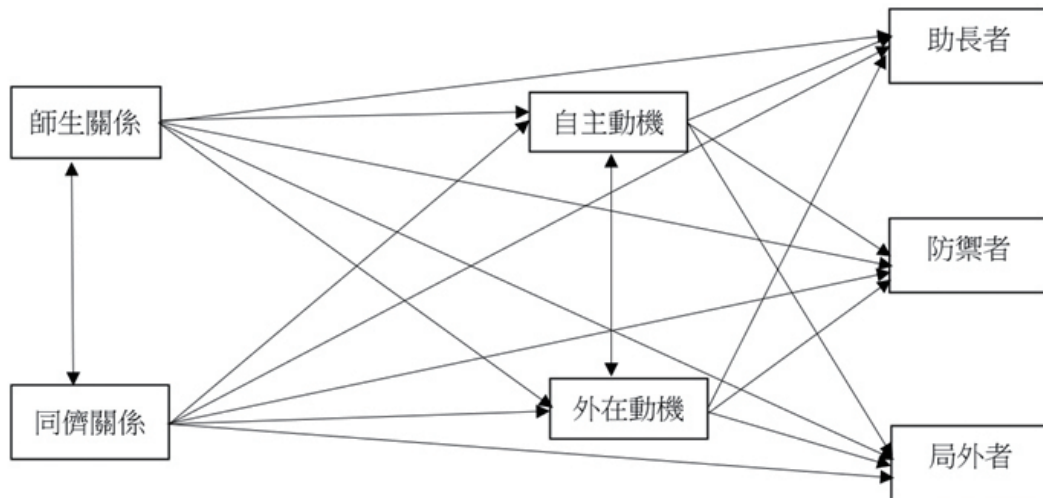 助長者
師生關係
自主動機
防禦者
同儕關係
外在動機
局外者